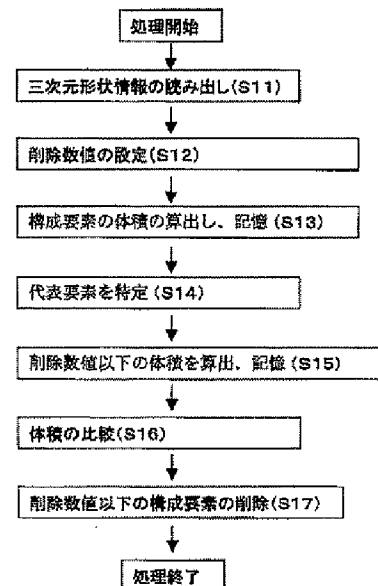 処理開始
三次元形状情報の読み出し(S11)
削除数値の設定(S12)
構成要素の体積の算出し、記憶(S13)
代表要素を特定(S14)
削除数値以下の体積を算出、記憶(S15)
体積の比較(S16)
削除数値以下の構成要素の削除(S17)
処理終了